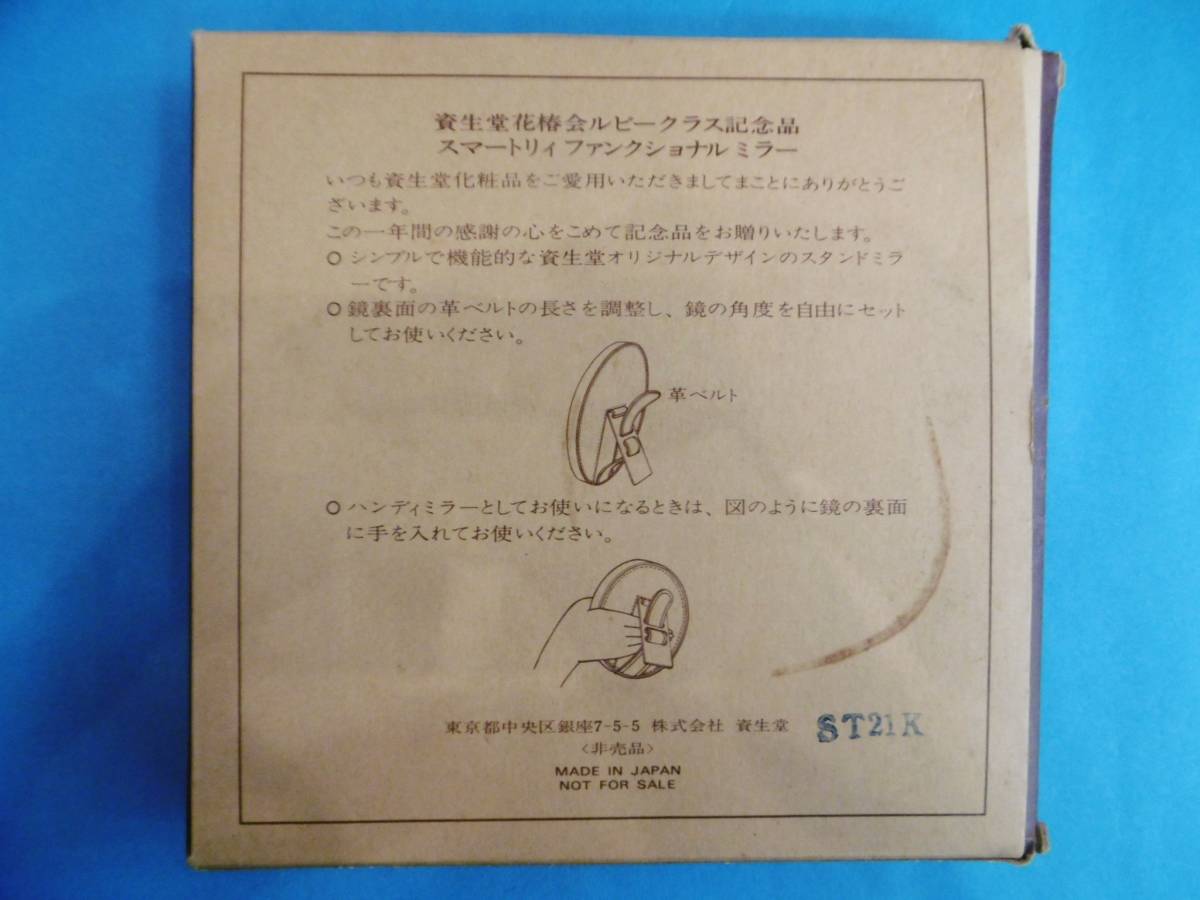 資生堂花椿会ルビークラス記念品
スマートリィ ファンクショナル ミラー
いつも資生堂化粧品をご愛用いただきましてまことにありがとうご
ざいます。
この一年間の感謝の心をこめて記念品をお贈りいたします。
○ シンプルで機能的な資生堂オリジナルデザインのスタンドミラ
ーです。
○ 鏡裏面の革ベルトの長さを調整し、鏡の角度を自由にセット
してお使いください。
革ベルト
○ ハンディミラーとしてお使いになるときは、図のように鏡の裏面
に手を入れてお使いください。
東京都中央区銀座7-5-5 株式会社 資生堂
ST21K
〈非売品〉
MADE IN JAPAN
NOT FOR SALE